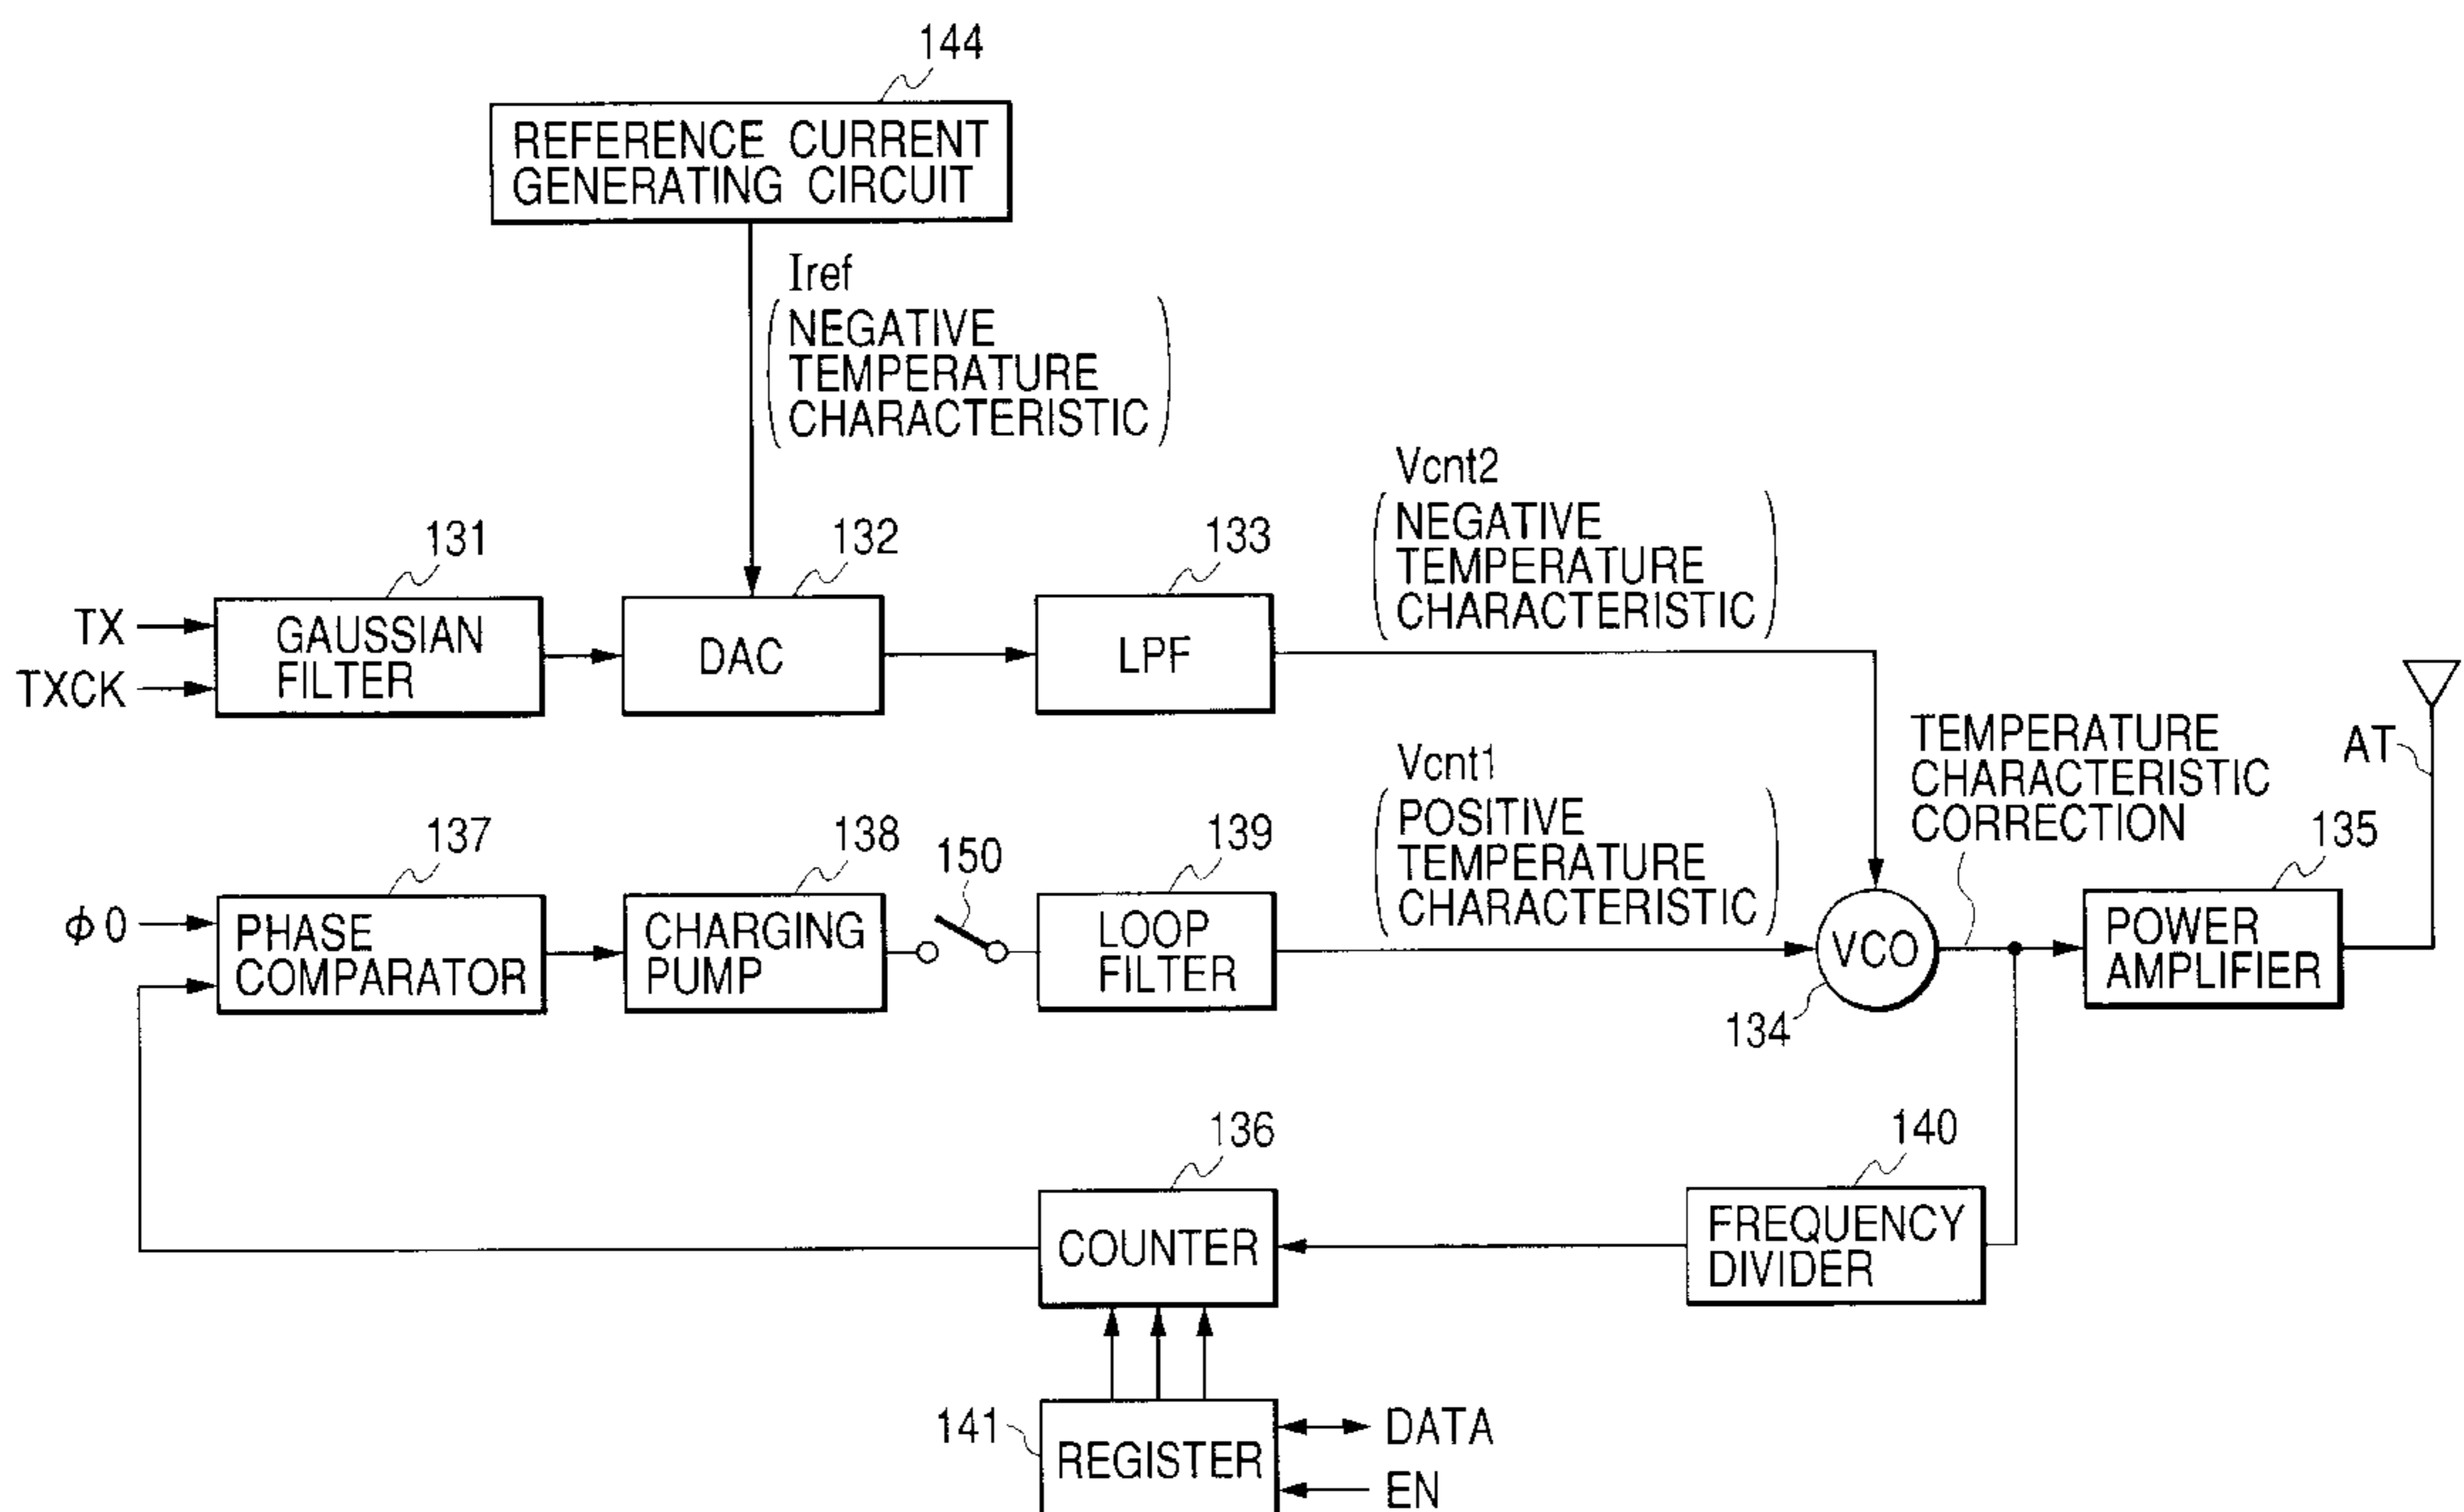 144
REFERENCE CURRENT
GENERATING CIRCUIT
Iref
NEGATIVE
TEMPERATURE
CHARACTERISTIC
Vcnt2
NEGATIVE
TEMPERATURE
CHARACTERISTIC
131
132
133
TX
TXCK
GAUSSIAN
FILTER
DAC
LPF
TEMPERATURE
CHARACTERISTIC
CORRECTION
AT
Vcnt1
POSITIVE
TEMPERATURE
CHARACTERISTIC
137
138
150
139
135
ϕ0
PHASE
COMPARATOR
CHARGING
PUMP
LOOP
FILTER
VCO
134
POWER
AMPLIFIER
136
140
COUNTER
FREQUENCY
DIVIDER
141
REGISTER
DATA
EN